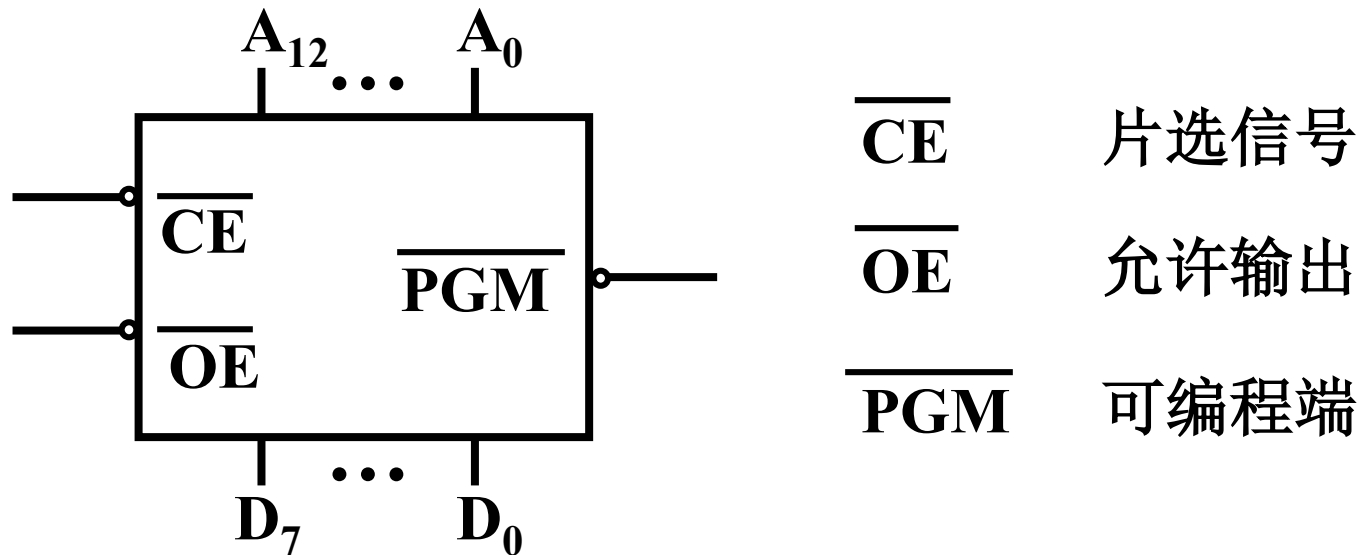 A12 ••• A0
CE
OE
PGM
D7 ••• D0
CE 片选信号
OE 允许输出
PGM 可编程端